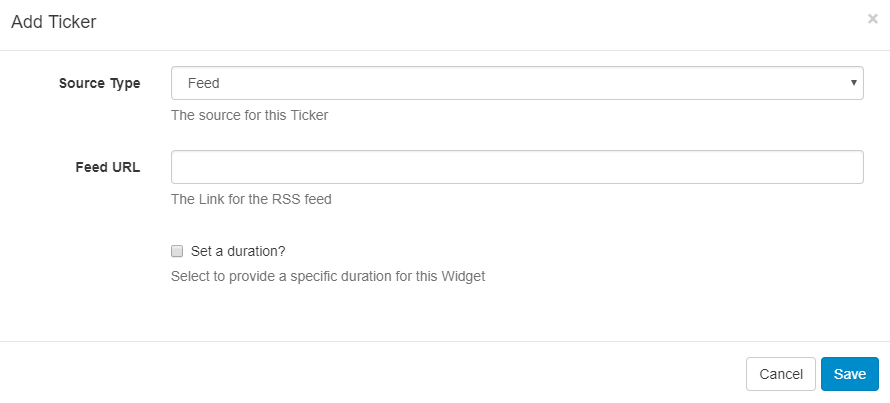 Add Ticker
×
Source Type
Feed
The source for this Ticker
Feed URL
The Link for the RSS feed
Set a duration?
Select to provide a specific duration for this Widget
Cancel
Save